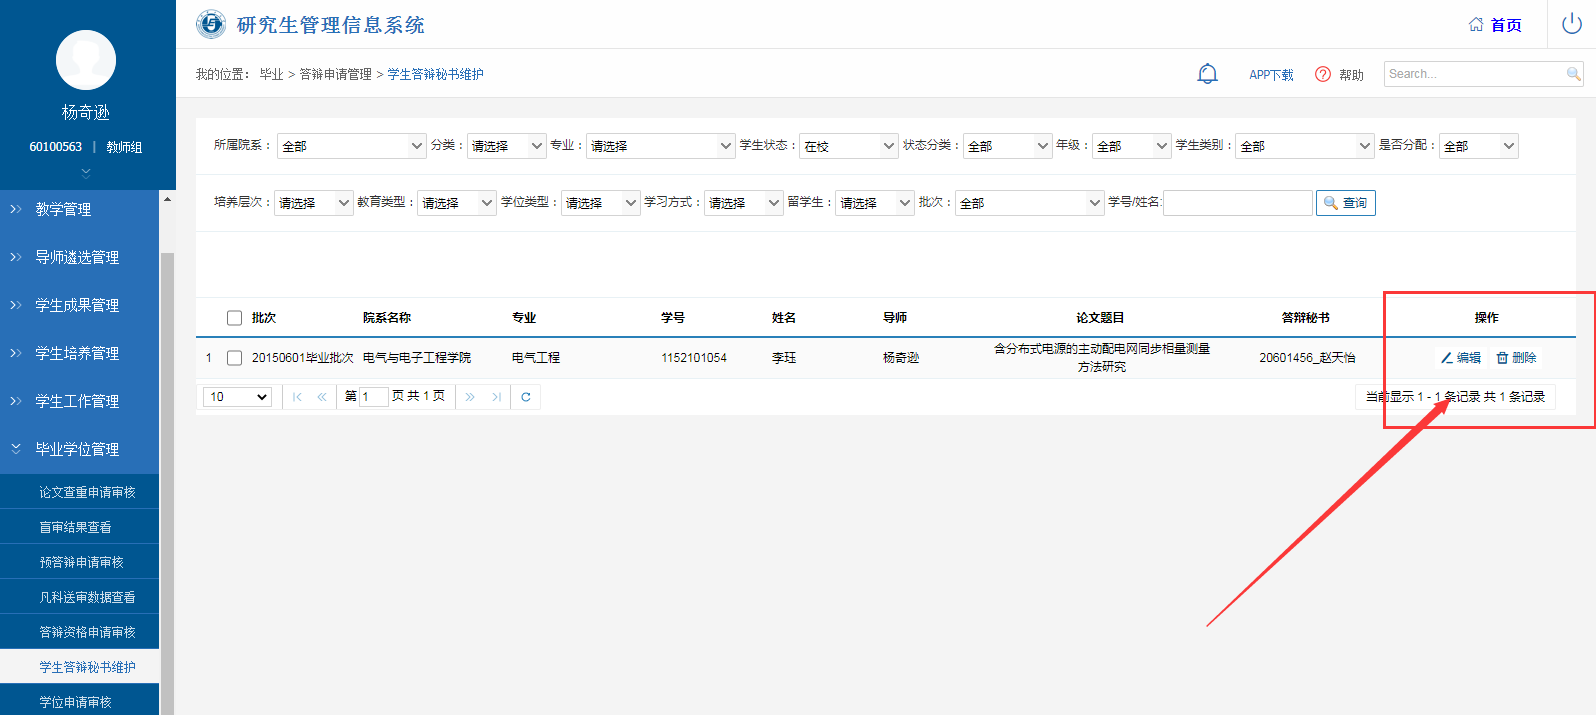 研究生管理信息系统
首页
杨奇逊
60100563 | 教师组
我的位置： 毕业 > 答辩申请管理 > 学生答辩秘书维护
APP下载
帮助
Search...
教学管理
导师遴选管理
学生成果管理
学生培养管理
学生工作管理
毕业学位管理
论文查重申请审核
盲审结果查看
预答辩申请审核
凡科送审数据查看
答辩资格申请审核
学生答辩秘书维护
学位申请审核
所属院系： 全部 分类： 请选择 专业： 请选择 学生状态： 在校 状态分类： 全部 年级： 全部 学生类别： 全部 是否分配： 全部
培养层次： 请选择 教育类型： 请选择 学位类型： 请选择 学习方式： 请选择 留学生： 请选择 批次： 全部 学号/姓名: 查询
批次 院系名称 专业 学号 姓名 导师 论文题目 答辩秘书 操作
1 20150601毕业批次 电气与电子工程学院 电气工程 1152101054 李珏 杨奇逊 含分布式电源的主动配电网同步相量测量
方法研究 20601456_赵天怡 编辑 删除
10 第 1 页 共 1 页 当前显示 1 - 1 条记录 共 1 条记录